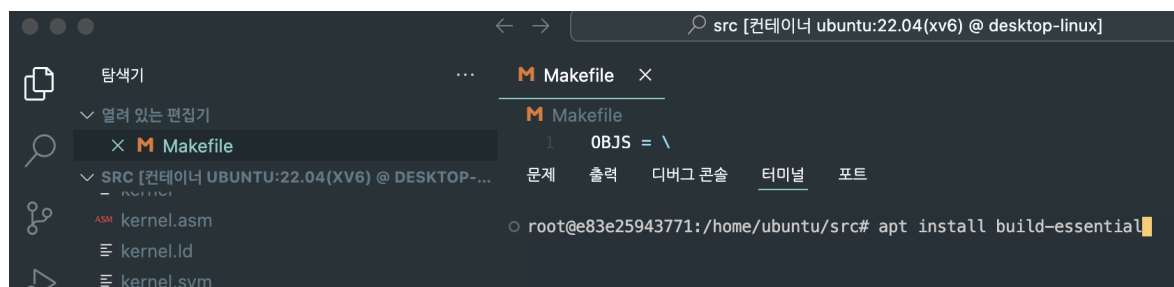 src [컨테이너 ubuntu:22.04(xv6) @ desktop-linux]
탐색기
열려 있는 편집기
Makefile
SRC [컨테이너 UBUNTU:22.04(XV6) @ DESKTOP-...
kernel
ASM kernel.asm
kernel.ld
kernel.sym
M Makefile
M Makefile
1 OBJS = \
문제 출력 디버그 콘솔 터미널 포트
root@e83e25943771:/home/ubuntu/src# apt install build-essential